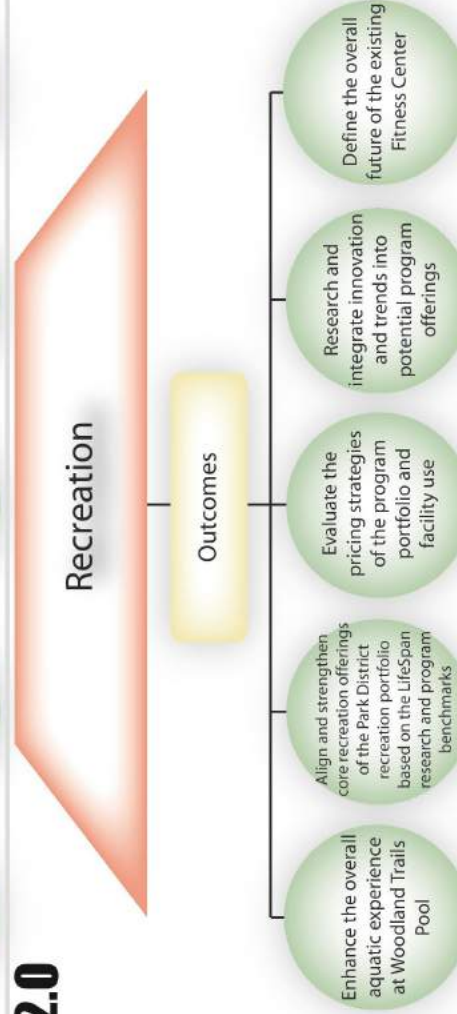 2.0
Recreation
Outcomes
Enhance the overall
aquatic experience
at Woodland Trails
Pool
Align and strengthen
core recreation offerings
of the Park District
recreation portfolio
based on the LifeSpan
research and program
benchmarks
Evaluate the
pricing strategies
of the program
portfolio and
facility use
Research and
integrate innovation
and trends into
potential program
offerings
Define the overall
future of the existing
Fitness Center